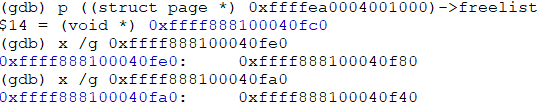 (gdb) p ((struct page *) 0xffffea0004001000)->freelist
$14 = (void *) 0xffff888100040fc0
(gdb) x /g 0xffff888100040fe0
0xffff888100040fe0:     0xffff888100040f80
(gdb) x /g 0xffff888100040fa0
0xffff888100040fa0:     0xffff888100040f40